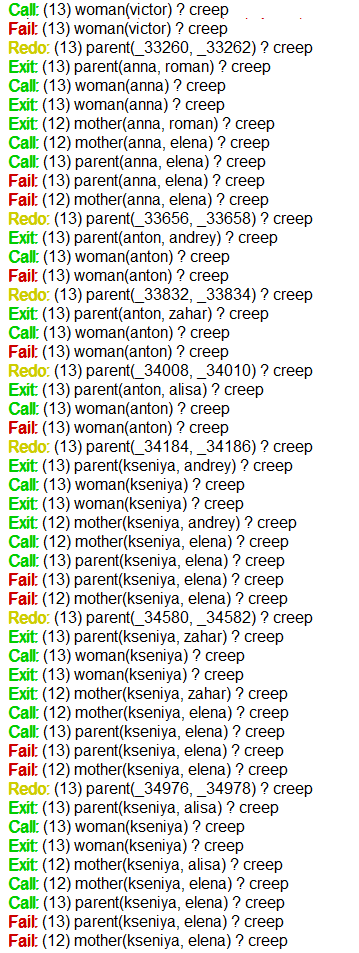 Call: (13) woman(victor) ? creep
Fail: (13) woman(victor) ? creep
Redo: (13) parent(_33260, _33262) ? creep
Exit: (13) parent(anna, roman) ? creep
Call: (13) woman(anna) ? creep
Exit: (13) woman(anna) ? creep
Exit: (12) mother(anna, roman) ? creep
Call: (12) mother(anna, elena) ? creep
Call: (13) parent(anna, elena) ? creep
Fail: (13) parent(anna, elena) ? creep
Fail: (12) mother(anna, elena) ? creep
Redo: (13) parent(_33656, _33658) ? creep
Exit: (13) parent(anton, andrey) ? creep
Call: (13) woman(anton) ? creep
Fail: (13) woman(anton) ? creep
Redo: (13) parent(_33832, _33834) ? creep
Exit: (13) parent(anton, zahar) ? creep
Call: (13) woman(anton) ? creep
Fail: (13) woman(anton) ? creep
Redo: (13) parent(_34008, _34010) ? creep
Exit: (13) parent(anton, alisa) ? creep
Call: (13) woman(anton) ? creep
Fail: (13) woman(anton) ? creep
Redo: (13) parent(_34184, _34186) ? creep
Exit: (13) parent(kseniya, andrey) ? creep
Call: (13) woman(kseniya) ? creep
Exit: (13) woman(kseniya) ? creep
Exit: (12) mother(kseniya, andrey) ? creep
Call: (12) mother(kseniya, elena) ? creep
Call: (13) parent(kseniya, elena) ? creep
Fail: (13) parent(kseniya, elena) ? creep
Fail: (12) mother(kseniya, elena) ? creep
Redo: (13) parent(_34580, _34582) ? creep
Exit: (13) parent(kseniya, zahar) ? creep
Call: (13) woman(kseniya) ? creep
Exit: (13) woman(kseniya) ? creep
Exit: (12) mother(kseniya, zahar) ? creep
Call: (12) mother(kseniya, elena) ? creep
Call: (13) parent(kseniya, elena) ? creep
Fail: (13) parent(kseniya, elena) ? creep
Fail: (12) mother(kseniya, elena) ? creep
Redo: (13) parent(_34976, _34978) ? creep
Exit: (13) parent(kseniya, alisa) ? creep
Call: (13) woman(kseniya) ? creep
Exit: (13) woman(kseniya) ? creep
Exit: (12) mother(kseniya, alisa) ? creep
Call: (12) mother(kseniya, elena) ? creep
Call: (13) parent(kseniya, elena) ? creep
Fail: (13) parent(kseniya, elena) ? creep
Fail: (12) mother(kseniya, elena) ? creep